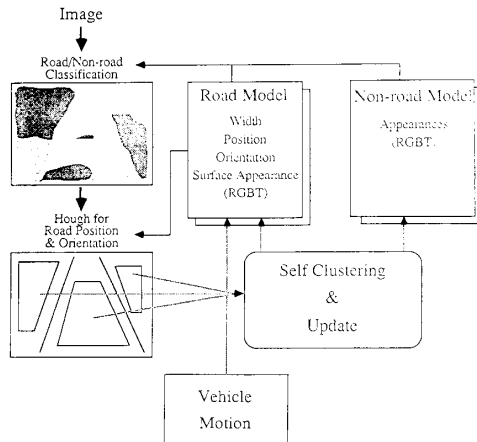 Image
Road/Non-road
Classification
Road Model
Width
Position
Orientation
Surface Appearance
(RGBT)
Non-road Model
Appearances
(RGBT)
Hough for
Road Position
& Orientation
Self Clustering
&
Update
Vehicle
Motion